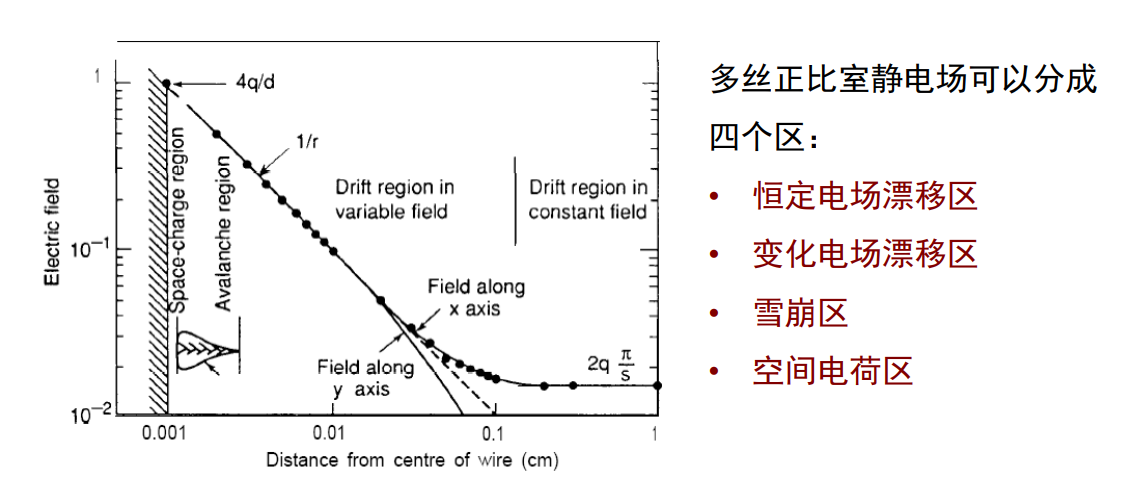 1
4q/d
1/r
Space-charge region
Avalanche region
Drift region in
variable field
Drift region in
constant field
Electric field
10⁻¹
Field along
x axis
Field along
y axis
2q π/s
10⁻²
0.001
0.01
0.1
1
Distance from centre of wire (cm)
多丝正比室静电场可以分成
四个区：
• 恒定电场漂移区
• 变化电场漂移区
• 雪崩区
• 空间电荷区